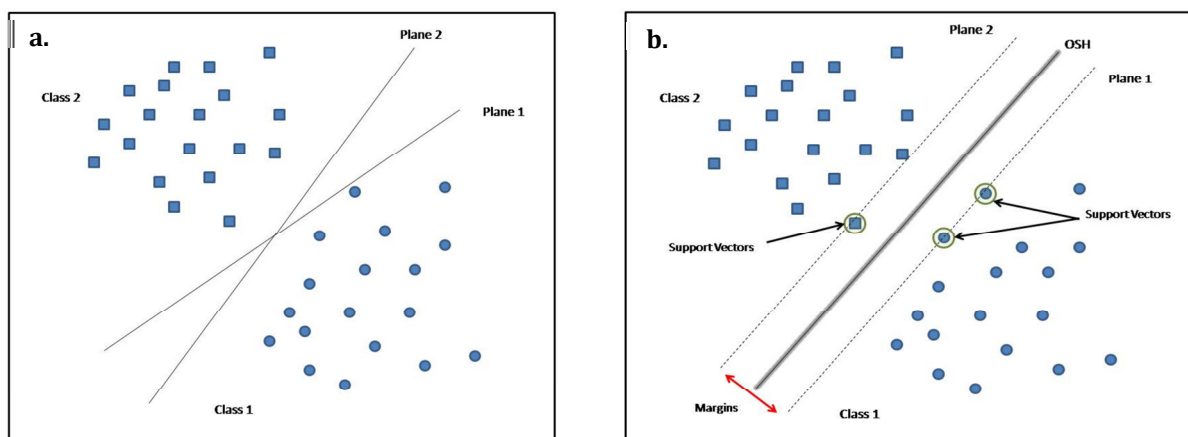 a.
Plane 2
Class 2
Plane 1
Class 1
b.
Plane 2
OSH
Plane 1
Class 2
Support Vectors
Support Vectors
Margins
Class 1